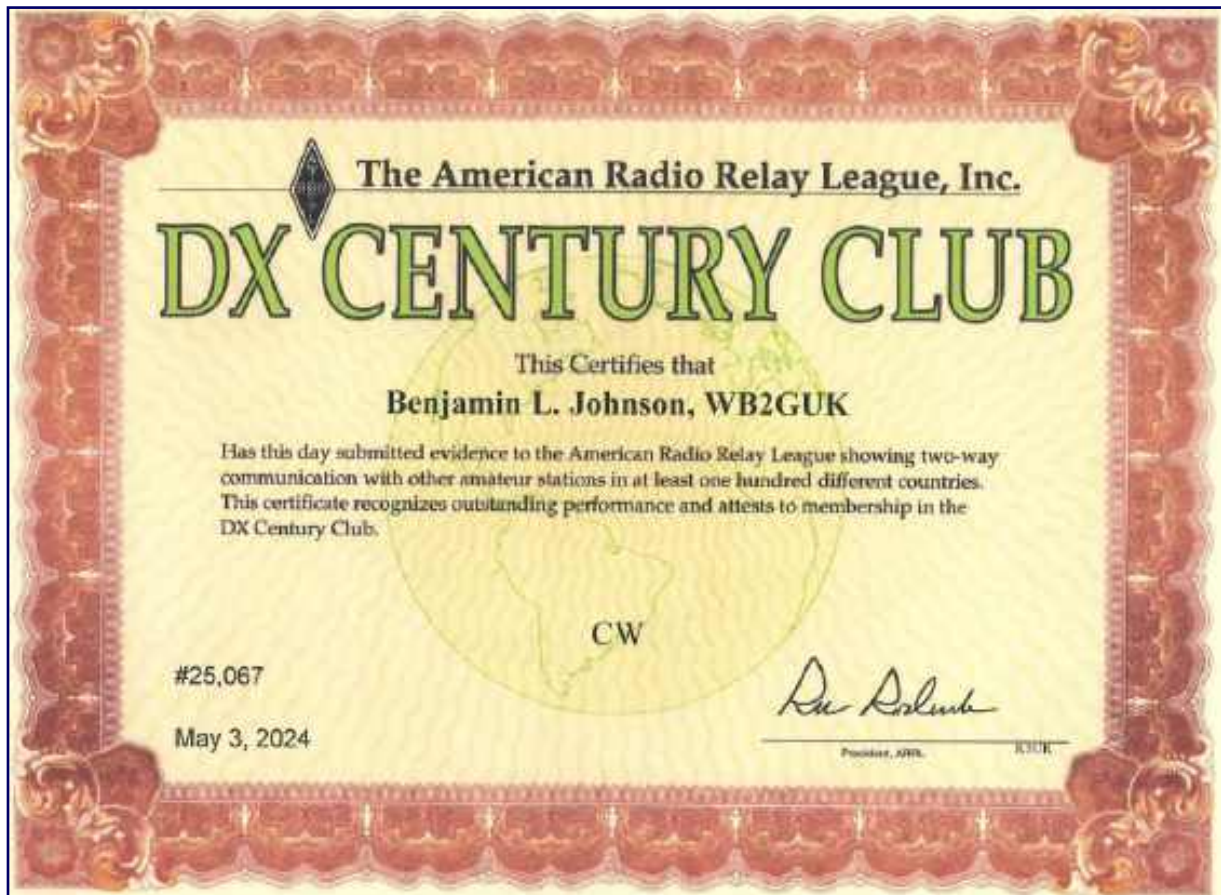 The American Radio Relay League, Inc.
DX CENTURY CLUB
This Certifies that
Benjamin L. Johnson, WB2GUK
Has this day submitted evidence to the American Radio Relay League showing two-way
communication with other amateur stations in at least one hundred different countries.
This certificate recognizes outstanding performance and attests to membership in the
DX Century Club.
CW
#25,067
May 3, 2024
President, ARRL